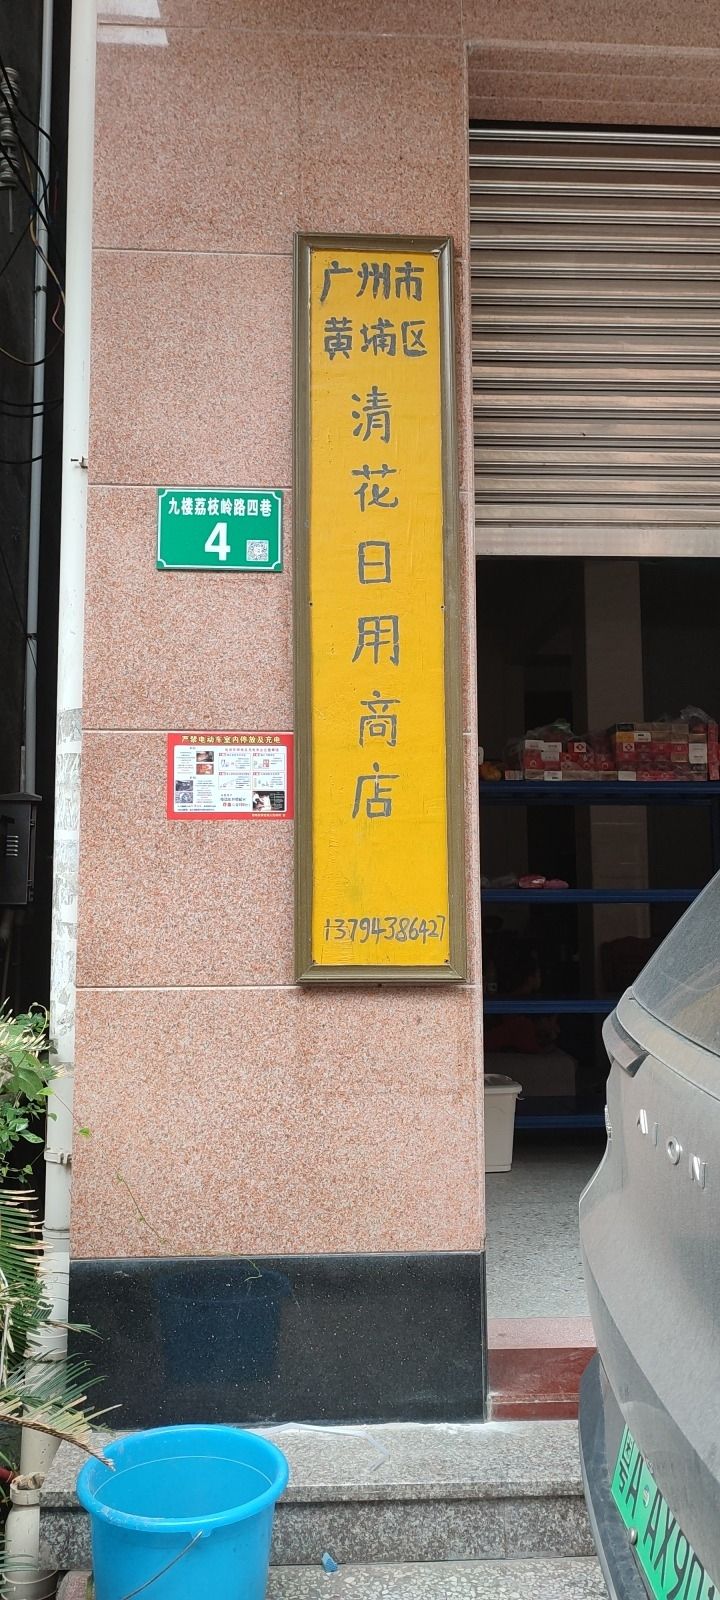 广州市
黄埔区
清花日用商店
13794386427
九楼荔枝岭路四巷
4
严禁电动车室内停放及充电
AION